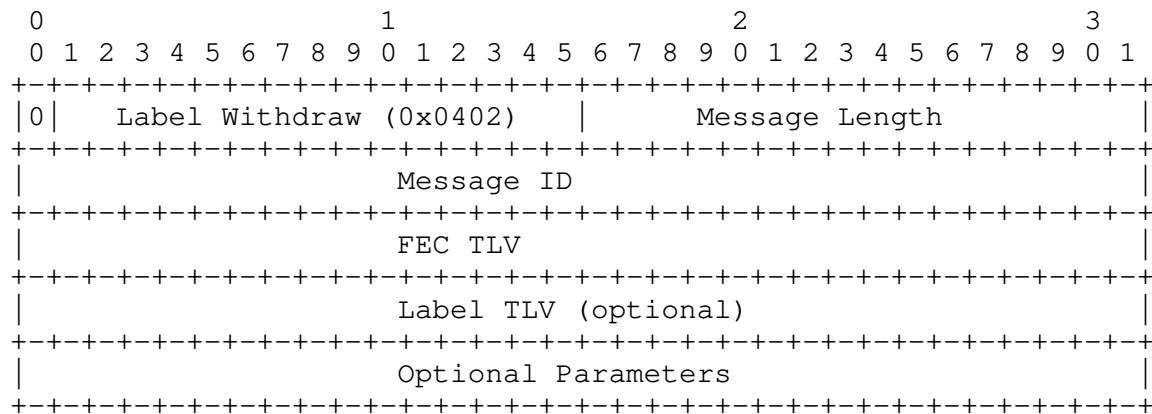 0                   1                   2                   3
 0 1 2 3 4 5 6 7 8 9 0 1 2 3 4 5 6 7 8 9 0 1 2 3 4 5 6 7 8 9 0 1
+-+-+-+-+-+-+-+-+-+-+-+-+-+-+-+-+-+-+-+-+-+-+-+-+-+-+-+-+-+-+-+-+
|0|   Label Withdraw (0x0402)   |      Message Length           |
+-+-+-+-+-+-+-+-+-+-+-+-+-+-+-+-+-+-+-+-+-+-+-+-+-+-+-+-+-+-+-+-+
|                     Message ID                                |
+-+-+-+-+-+-+-+-+-+-+-+-+-+-+-+-+-+-+-+-+-+-+-+-+-+-+-+-+-+-+-+-+
|                     FEC TLV                                   |
+-+-+-+-+-+-+-+-+-+-+-+-+-+-+-+-+-+-+-+-+-+-+-+-+-+-+-+-+-+-+-+-+
|                     Label TLV (optional)                      |
+-+-+-+-+-+-+-+-+-+-+-+-+-+-+-+-+-+-+-+-+-+-+-+-+-+-+-+-+-+-+-+-+
|                     Optional Parameters                       |
+-+-+-+-+-+-+-+-+-+-+-+-+-+-+-+-+-+-+-+-+-+-+-+-+-+-+-+-+-+-+-+-+